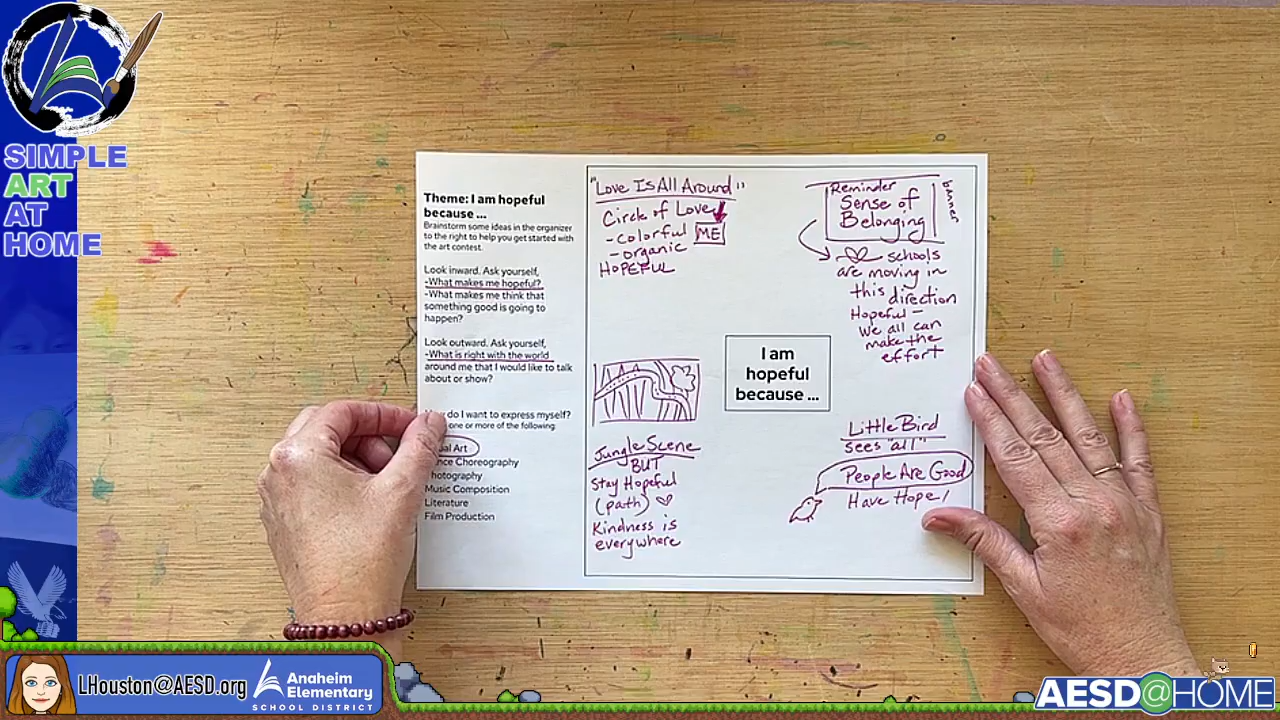 SIMPLE
ART
AT
HOME
Theme: I am hopeful
because ...
Brainstorm some ideas in the organizer
to the right to help you get started with
the art contest.
Look inward. Ask yourself,
-What makes me hopeful?
-What makes me think that
something good is going to
happen?
Look outward. Ask yourself,
-What is right with the world
around me that I would like to talk
about or show?
do I want to express myself?
one or more of the following:
Art
Choreography
Music Composition
Literature
Film Production
"Love Is All Around"
Circle of Love
-colorful ME
-organic
HOPEFUL
Reminder
Sense of
Belonging
banner
schools
are moving in
this direction
Hopeful -
we all can
make the
effort
I am
hopeful
because ...
Jungle Scene
BUT
Stay Hopeful
(path)
Kindness is
everywhere
Little Bird
sees "all"
People Are Good
Have Hope!
LHouston@AESD.org
Anaheim
Elementary
SCHOOL DISTRICT
AESD@HOME